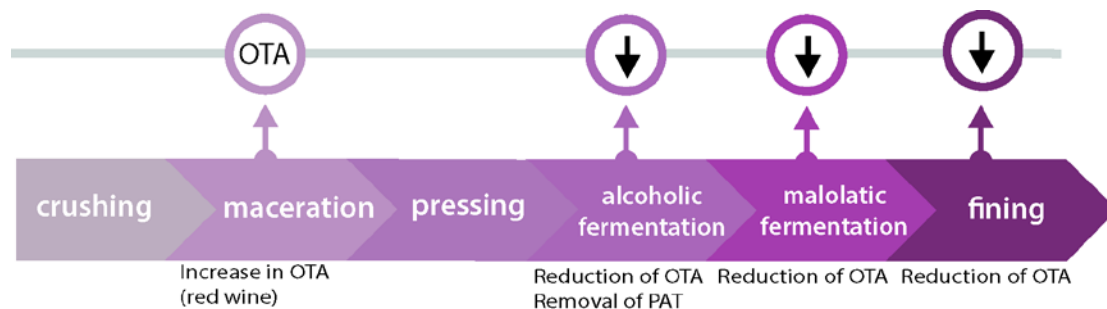 OTA
crushing
maceration
pressing
alcoholic
fermentation
malolatic
fermentation
fining
Increase in OTA
(red wine)
Reduction of OTA
Removal of PAT
Reduction of OTA
Reduction of OTA